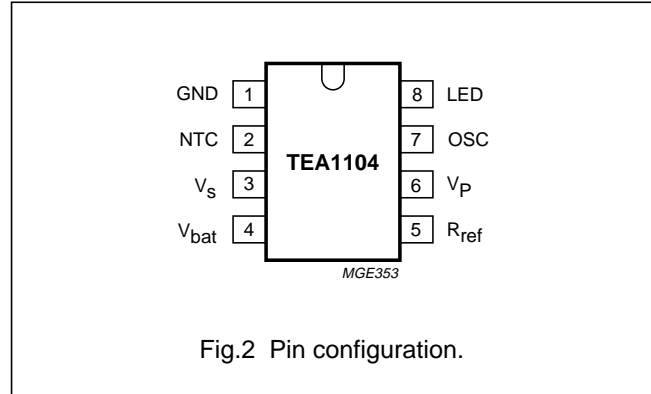 GND 1 8 LED
NTC 2 7 OSC
TEA1104
Vs 3 6 VP
Vbat 4 5 Rref
MGE353
Fig.2 Pin configuration.